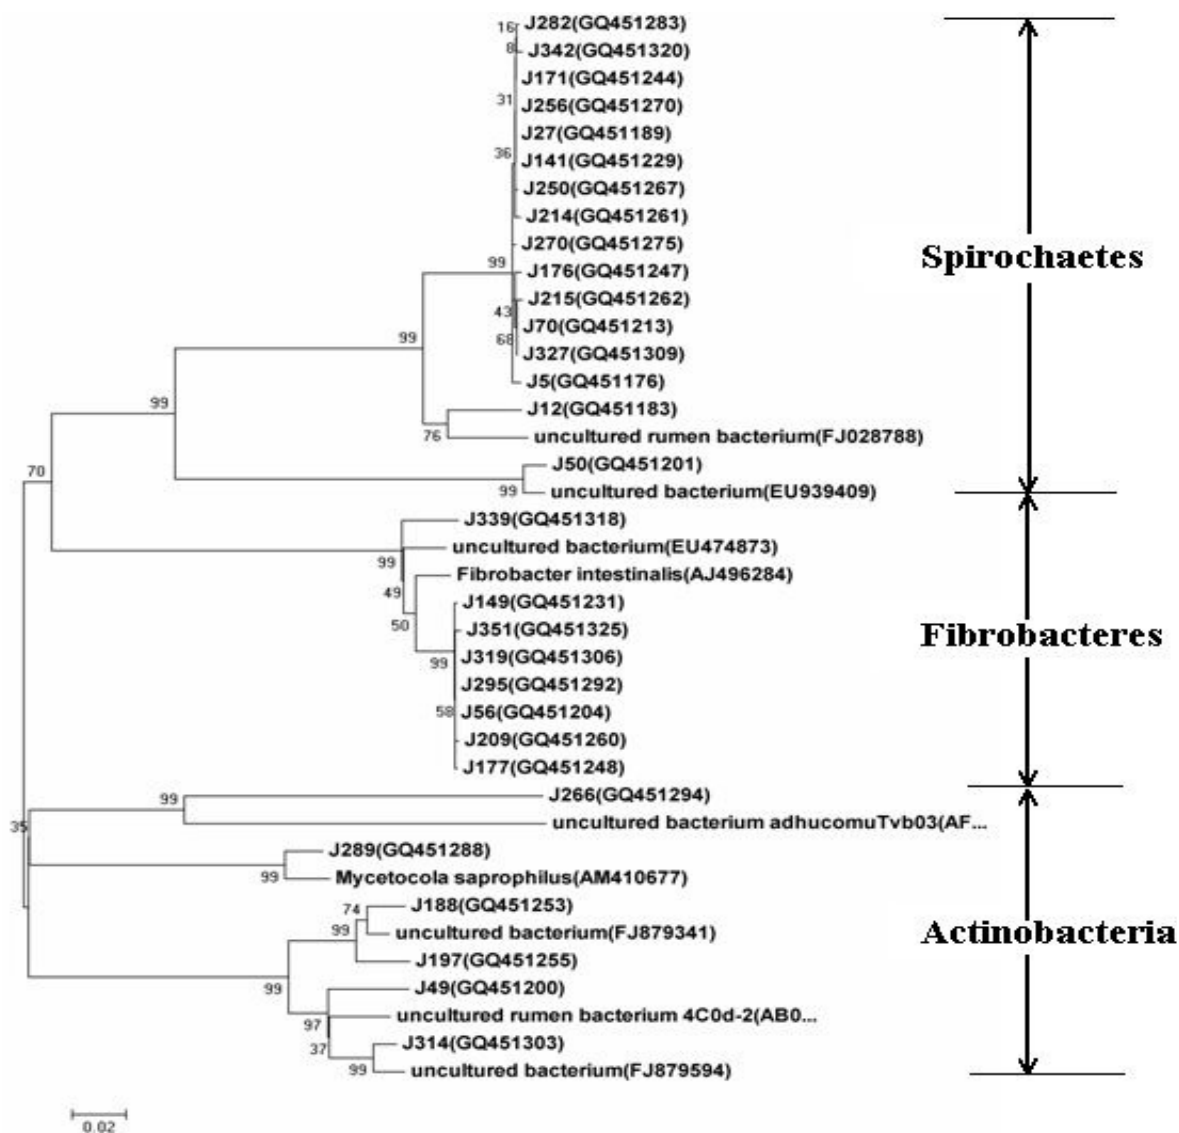 16
J282(GQ451283)
8
J342(GQ451320)
J171(GQ451244)
31
J256(GQ451270)
J27(GQ451189)
36
J141(GQ451229)
J250(GQ451267)
J214(GQ451261)
J270(GQ451275)
Spirochaetes
99
J176(GQ451247)
J215(GQ451262)
43
J70(GQ451213)
99
68
J327(GQ451309)
J5(GQ451176)
99
J12(GQ451183)
76
uncultured rumen bacterium(FJ028788)
J50(GQ451201)
70
99
uncultured bacterium(EU939409)
J339(GQ451318)
uncultured bacterium(EU474873)
99
Fibrobacter intestinalis(AJ496284)
49
J149(GQ451231)
50
J351(GQ451325)
Fibrobacteres
J319(GQ451306)
99
J295(GQ451292)
58
J56(GQ451204)
J209(GQ451260)
J177(GQ451248)
J266(GQ451294)
99
uncultured bacterium adhucomuTvb03(AF...
35
J289(GQ451288)
99
Mycetocola saprophilus(AM410677)
J188(GQ451253)
74
uncultured bacterium(FJ879341)
99
Actinobacteria
J197(GQ451255)
99
J49(GQ451200)
uncultured rumen bacterium 4C0d-2(AB0...
97
J314(GQ451303)
37
99
uncultured bacterium(FJ879594)
0.02